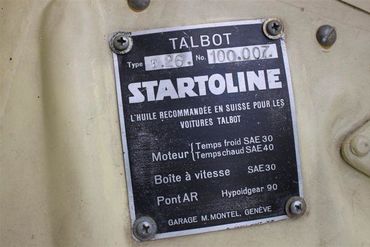 TALBOT
Type T.26. No. 100.007.
STARTOLINE
L'HUILE RECOMMANDÉE EN SUISSE POUR LES
VOITURES TALBOT
Moteur { Temps froid SAE 30
Temps chaud SAE 40
Boîte à vitesse SAE 30
Pont AR Hypoidgear 90
GARAGE M. MONTEL, GENÈVE